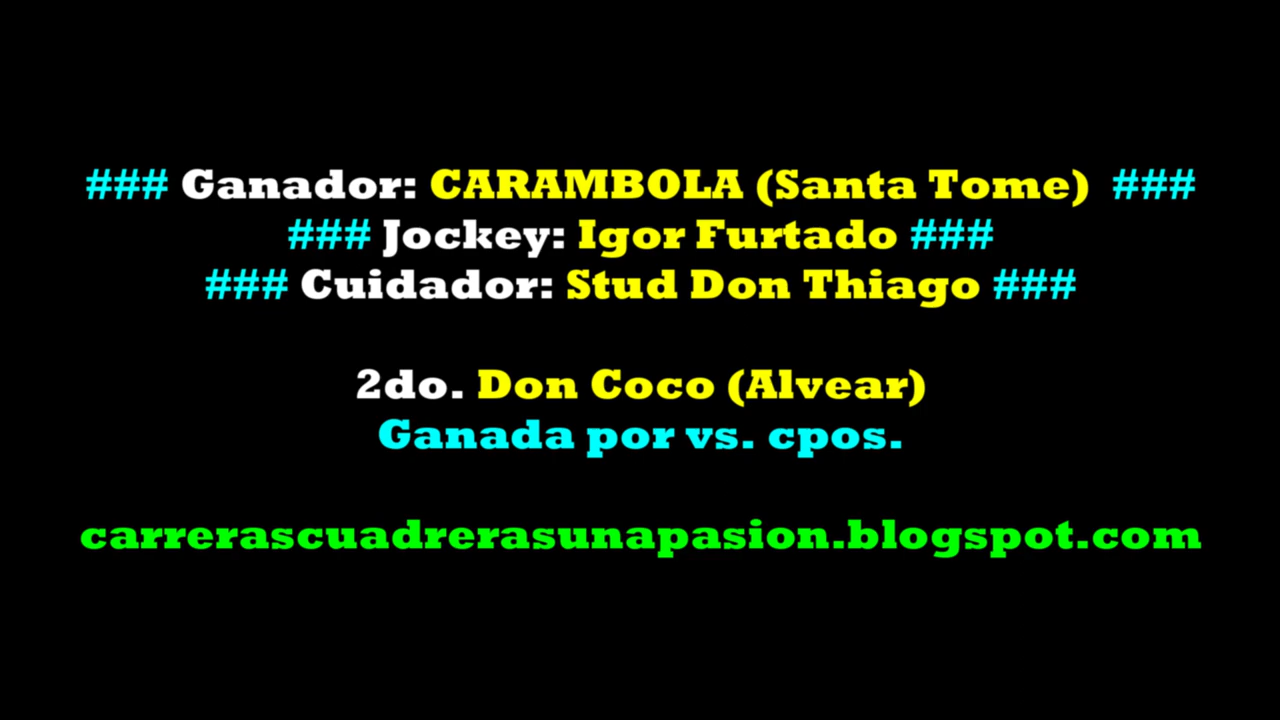 ### Ganador: CARAMBOLA (Santa Tome) ###
### Jockey: Igor Furtado ###
### Cuidador: Stud Don Thiago ###
2do. Don Coco (Alvear)
Ganada por vs. cpos.
carrerascuadrerasunapasion.blogspot.com